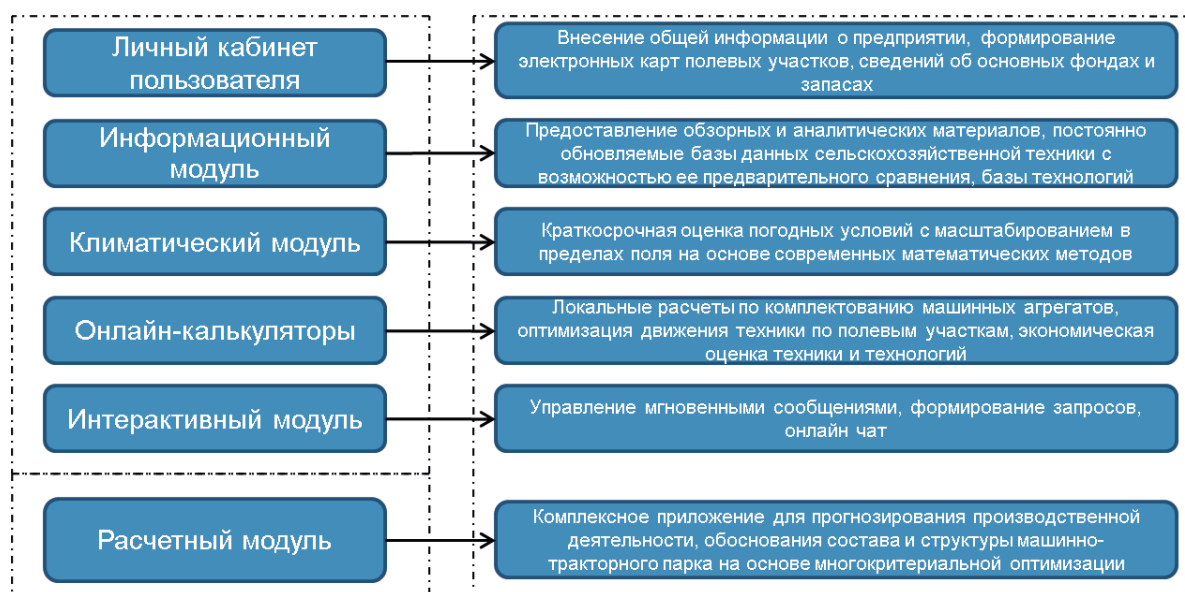 Личный кабинет
пользователя
Внесение общей информации о предприятии, формирование
электронных карт полевых участков, сведений об основных фондах и
запасах
Информационный
модуль
Предоставление обзорных и аналитических материалов, постоянно
обновляемые базы данных сельскохозяйственной техники с
возможностью ее предварительного сравнения, базы технологий
Климатический модуль
Краткосрочная оценка погодных условий с масштабированием в
пределах поля на основе современных математических методов
Онлайн-калькуляторы
Локальные расчеты по комплектованию машинных агрегатов,
оптимизация движения техники по полевым участкам, экономическая
оценка техники и технологий
Интерактивный модуль
Управление мгновенными сообщениями, формирование запросов,
онлайн чат
Расчетный модуль
Комплексное приложение для прогнозирования производственной
деятельности, обоснования состава и структуры машинно-
тракторного парка на основе многокритериальной оптимизации